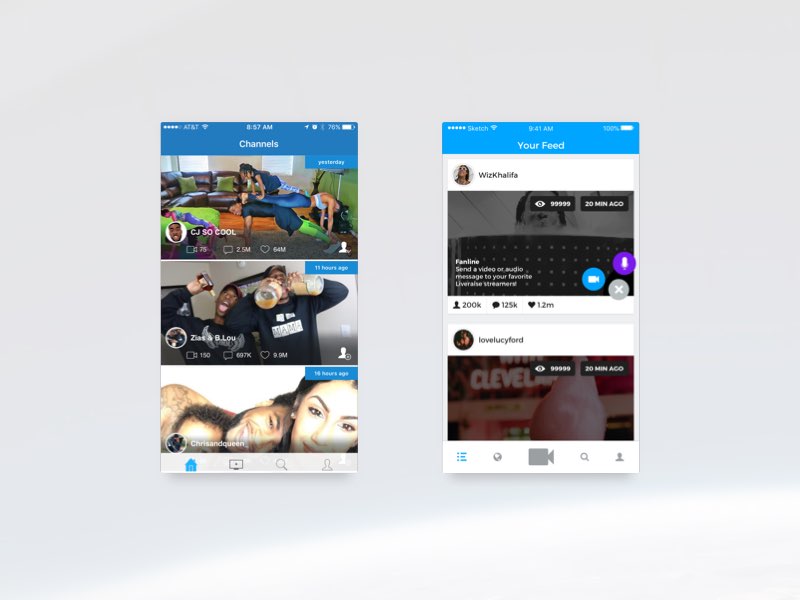 AT&T 8:57 AM 76%
Channels
yesterday
CJ SO COOL
75 2.5M 64M
11 hours ago
Zias & B.Lou
150 697K 9.9M
16 hours ago
Chrisandqueen
Sketch 9:41 AM 100%
Your Feed
WizKhalifa
99999 20 MIN AGO
Fanline
Send a video or audio
message to your favorite
Liveraise streamers!
200k 125k 1.2m
lovelucyford
99999 20 MIN AGO
CLEVELA